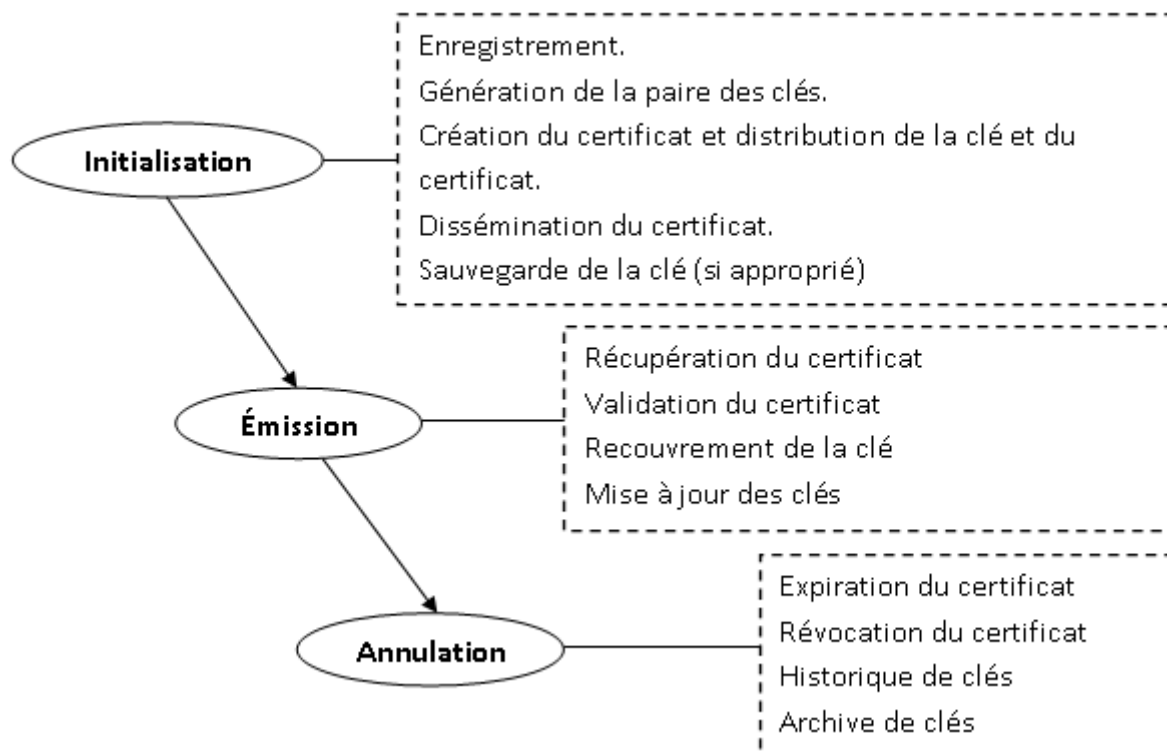 Enregistrement.
Génération de la paire des clés.
Initialisation
Création du certificat et distribution de la clé et du
certificat.
Dissémination du certificat.
Sauvegarde de la clé (si approprié)
Émission
Récupération du certificat
Validation du certificat
Recouvrement de la clé
Mise à jour des clés
Annulation
Expiration du certificat
Révocation du certificat
Historique de clés
Archive de clés